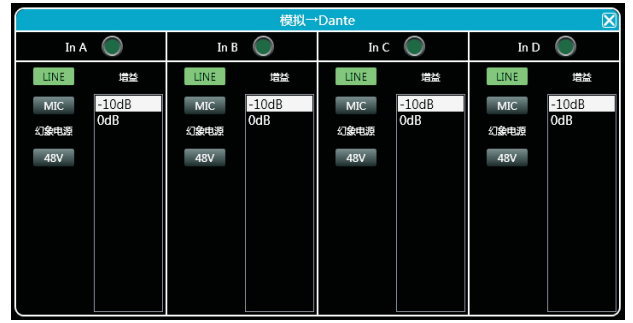 模拟→Dante
In A
In B
In C
In D
LINE 增益
MIC -10dB
0dB
幻象电源
48V
LINE 增益
MIC -10dB
0dB
幻象电源
48V
LINE 增益
MIC -10dB
0dB
幻象电源
48V
LINE 增益
MIC -10dB
0dB
幻象电源
48V